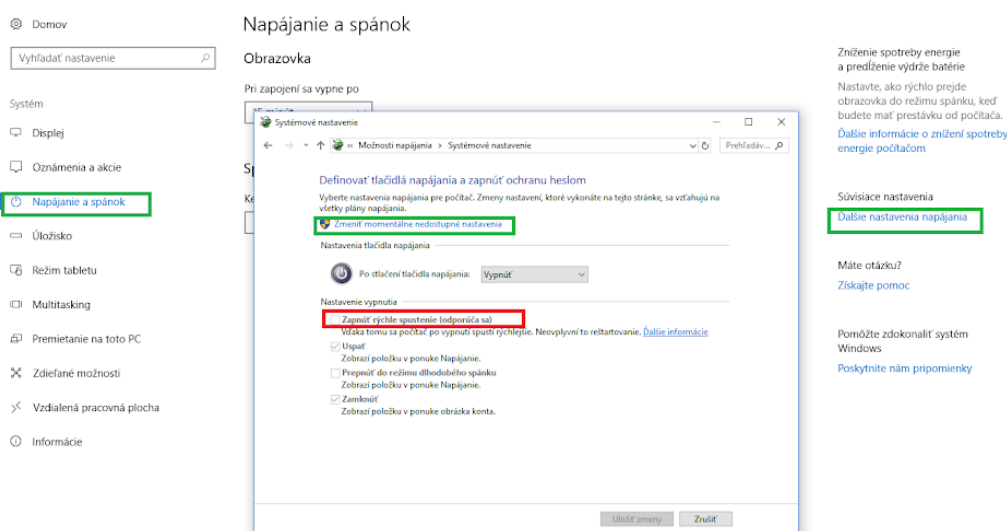 Domov
Vyhľadať nastavenie
Systém
Displej
Oznámenia a akcie
Napájanie a spánok
Úložisko
Režim tabletu
Multitasking
Premietanie na toto PC
Zdieľané možnosti
Vzdialená pracovná plocha
Informácie
Napájanie a spánok
Obrazovka
Pri zapojení sa vypne po
Systémové nastavenie
« Možnosti napájania › Systémové nastavenie
Prehľadáv...
Definovať tlačidlá napájania a zapnúť ochranu heslom
Vyberte nastavenia napájania pre počítač. Zmeny nastavení, ktoré vykonáte na tejto stránke, sa vzťahujú na
všetky plány napájania.
Zmeniť momentálne nedostupné nastavenia
Nastavenia tlačidla napájania
Po stlačení tlačidla napájania: Vypnúť
Nastavenie vypnutia
Zapnúť rýchle spustenie (odporúča sa)
Vďaka tomu sa počítač po vypnutí spustí rýchlejšie. Neovplyvní to reštartovanie. Ďalšie informácie
Uspať
Zobrazí položku v ponuke Napájanie.
Prepnúť do režimu dlhodobého spánku
Zobrazí položku v ponuke Napájanie.
Zamknúť
Zobrazí položku v ponuke obrázka konta.
Uložiť zmeny
Zrušiť
Zníženie spotreby energie
a predĺženie výdrže batérie
Nastavte, ako rýchlo prejde
obrazovka do režimu spánku, keď
budete mať prestávku od počítača.
Ďalšie informácie o znížení spotreby
energie počítačom
Súvisiace nastavenia
Ďalšie nastavenia napájania
Máte otázku?
Získajte pomoc
Pomôžte zdokonaliť systém
Windows
Poskytnite nám pripomienky